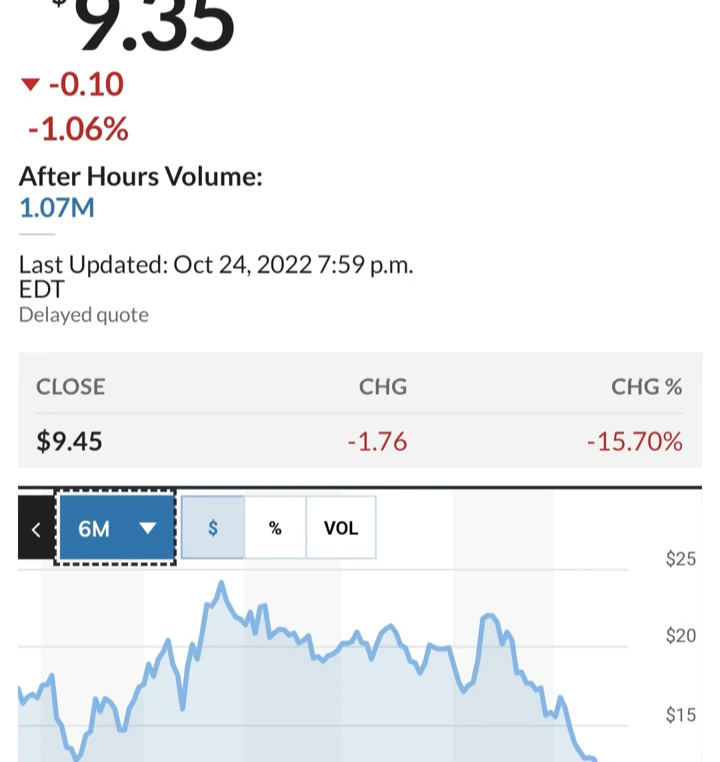 $9.35
-0.10
-1.06%
After Hours Volume:
1.07M
Last Updated: Oct 24, 2022 7:59 p.m.
EDT
Delayed quote
CLOSE CHG CHG %
$9.45 -1.76 -15.70%
6M $ % VOL
$25
$20
$15